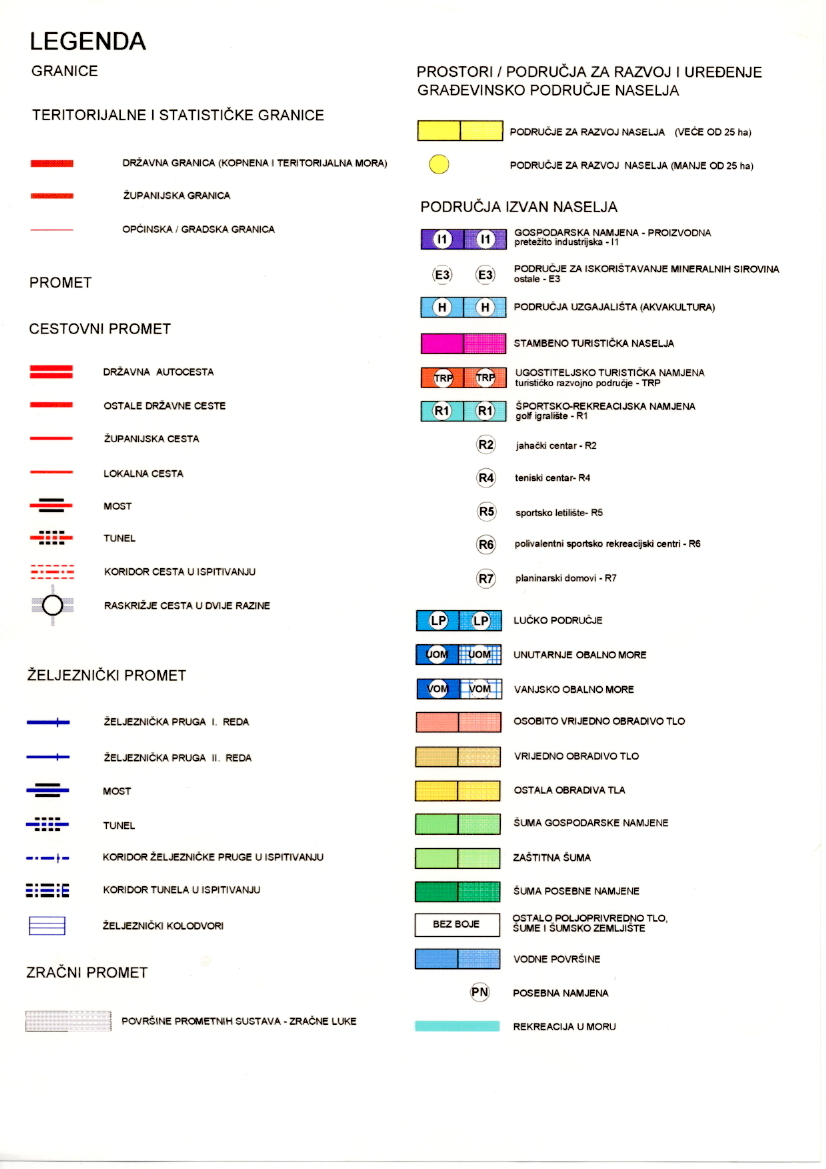 LEGENDA
GRANICE
TERITORIJALNE I STATISTIČKE GRANICE
DRŽAVNA GRANICA (KOPNENA I TERITORIJALNA MORA)
ŽUPANIJSKA GRANICA
OPĆINSKA / GRADSKA GRANICA
PROMET
CESTOVNI PROMET
DRŽAVNA AUTOCESTA
OSTALE DRŽAVNE CESTE
ŽUPANIJSKA CESTA
LOKALNA CESTA
MOST
TUNEL
KORIDOR CESTA U ISPITIVANJU
RASKRIŽJE CESTA U DVIJE RAZINE
ŽELJEZNIČKI PROMET
ŽELJEZNIČKA PRUGA I. REDA
ŽELJEZNIČKA PRUGA II. REDA
MOST
TUNEL
KORIDOR ŽELJEZNIČKE PRUGE U ISPITIVANJU
KORIDOR TUNELA U ISPITIVANJU
ŽELJEZNIČKI KOLODVORI
ZRAČNI PROMET
POVRŠINE PROMETNIH SUSTAVA - ZRAČNE LUKE
PROSTORI / PODRUČJA ZA RAZVOJ I UREĐENJE
GRAĐEVINSKO PODRUČJE NASELJA
PODRUČJE ZA RAZVOJ NASELJA (VEĆE OD 25 ha)
PODRUČJE ZA RAZVOJ NASELJA (MANJE OD 25 ha)
PODRUČJA IZVAN NASELJA
I1 I1 GOSPODARSKA NAMJENA - PROIZVODNA
pretežito industrijska - I1
E3 E3 PODRUČJE ZA ISKORIŠTAVANJE MINERALNIH SIROVINA
ostale - E3
H H PODRUČJA UZGAJALIŠTA (AKVAKULTURA)
STAMBENO TURISTIČKA NASELJA
TRP TRP UGOSTITELJSKO TURISTIČKA NAMJENA
turističko razvojno područje - TRP
R1 R1 ŠPORTSKO-REKREACIJSKA NAMJENA
golf igralište - R1
R2 jahački centar - R2
R4 teniski centar- R4
R5 sportsko letilište- R5
R6 polivalentni sportsko rekreacijski centri - R6
R7 planinarski domovi - R7
LP LP LUČKO PODRUČJE
UOM UOM UNUTARNJE OBALNO MORE
VOM VOM VANJSKO OBALNO MORE
OSOBITO VRIJEDNO OBRADIVO TLO
VRIJEDNO OBRADIVO TLO
OSTALA OBRADIVA TLA
ŠUMA GOSPODARSKE NAMJENE
ZAŠTITNA ŠUMA
ŠUMA POSEBNE NAMJENE
BEZ BOJE OSTALO POLJOPRIVREDNO TLO,
ŠUME I ŠUMSKO ZEMLJIŠTE
VODNE POVRŠINE
PN POSEBNA NAMJENA
REKREACIJA U MORU